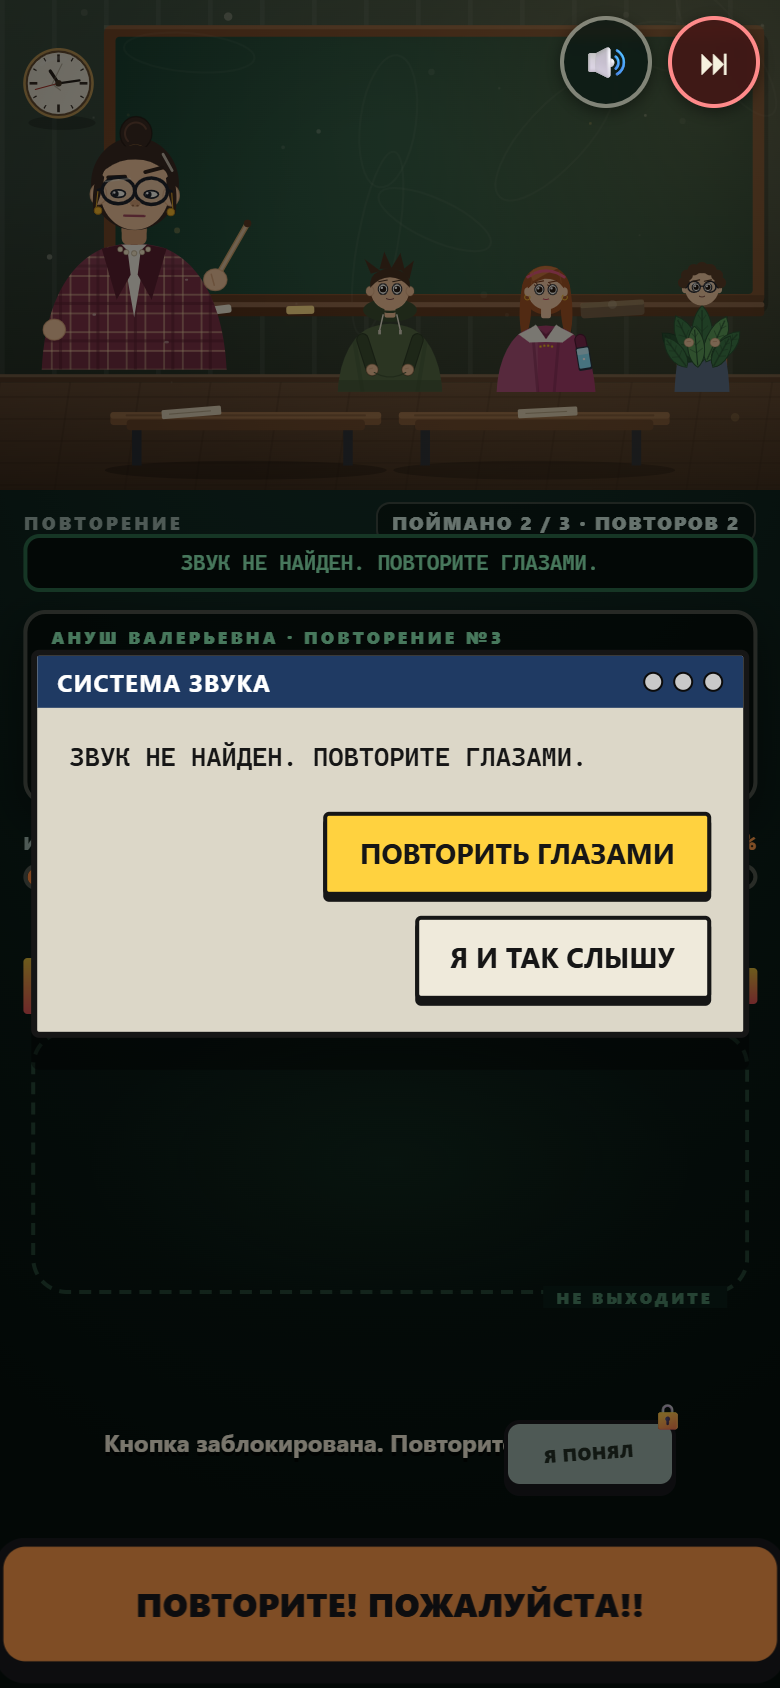 ПОВТОРЕНИЕ
ПОЙМАНО 2 / 3 · ПОВТОРОВ 2
ЗВУК НЕ НАЙДЕН. ПОВТОРИТЕ ГЛАЗАМИ.
АНУШ ВАЛЕРЬЕВНА · ПОВТОРЕНИЕ №3
СИСТЕМА ЗВУКА
ЗВУК НЕ НАЙДЕН. ПОВТОРИТЕ ГЛАЗАМИ.
ПОВТОРИТЬ ГЛАЗАМИ
Я И ТАК СЛЫШУ
НЕ ВЫХОДИТЕ
Кнопка заблокирована. Повторит
я понял
ПОВТОРИТЕ! ПОЖАЛУЙСТА!!